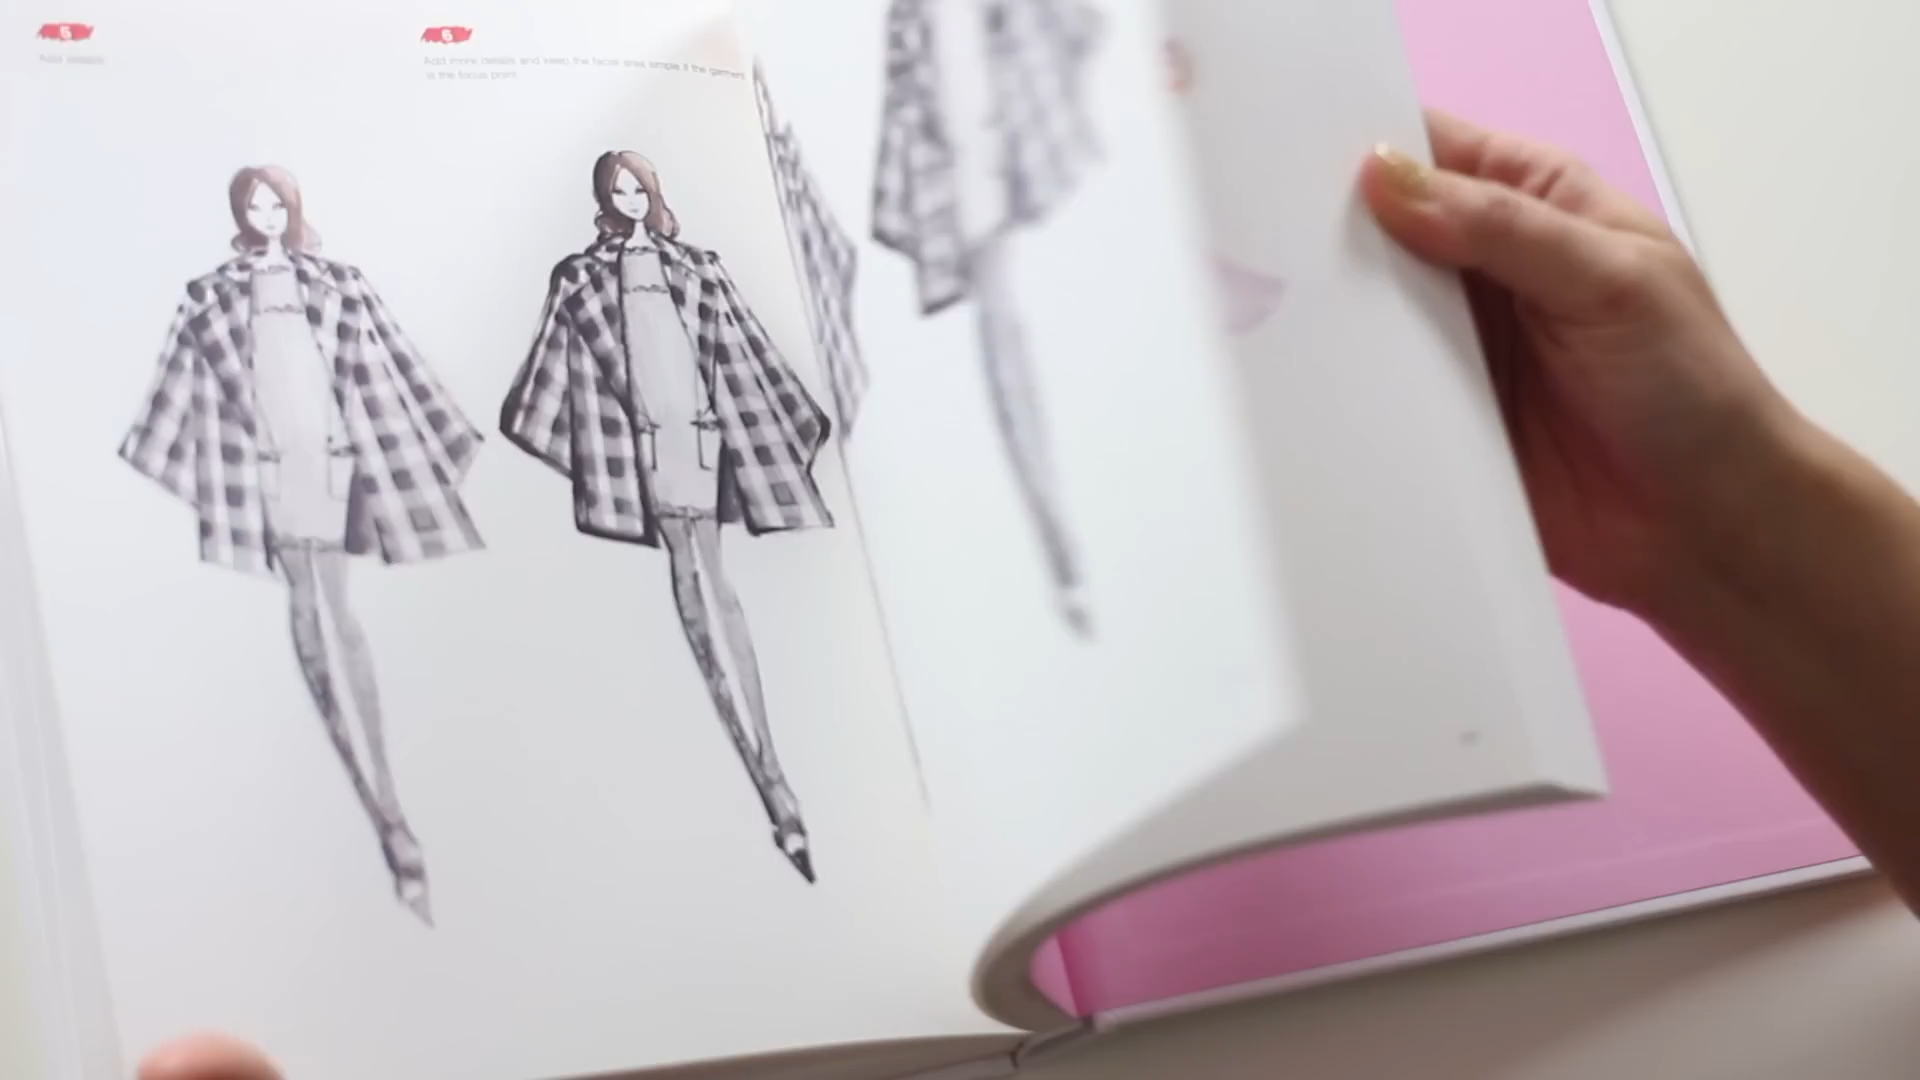 5
Add details
6
Add more details and keep the facial area simple if the garment
is the focus point.